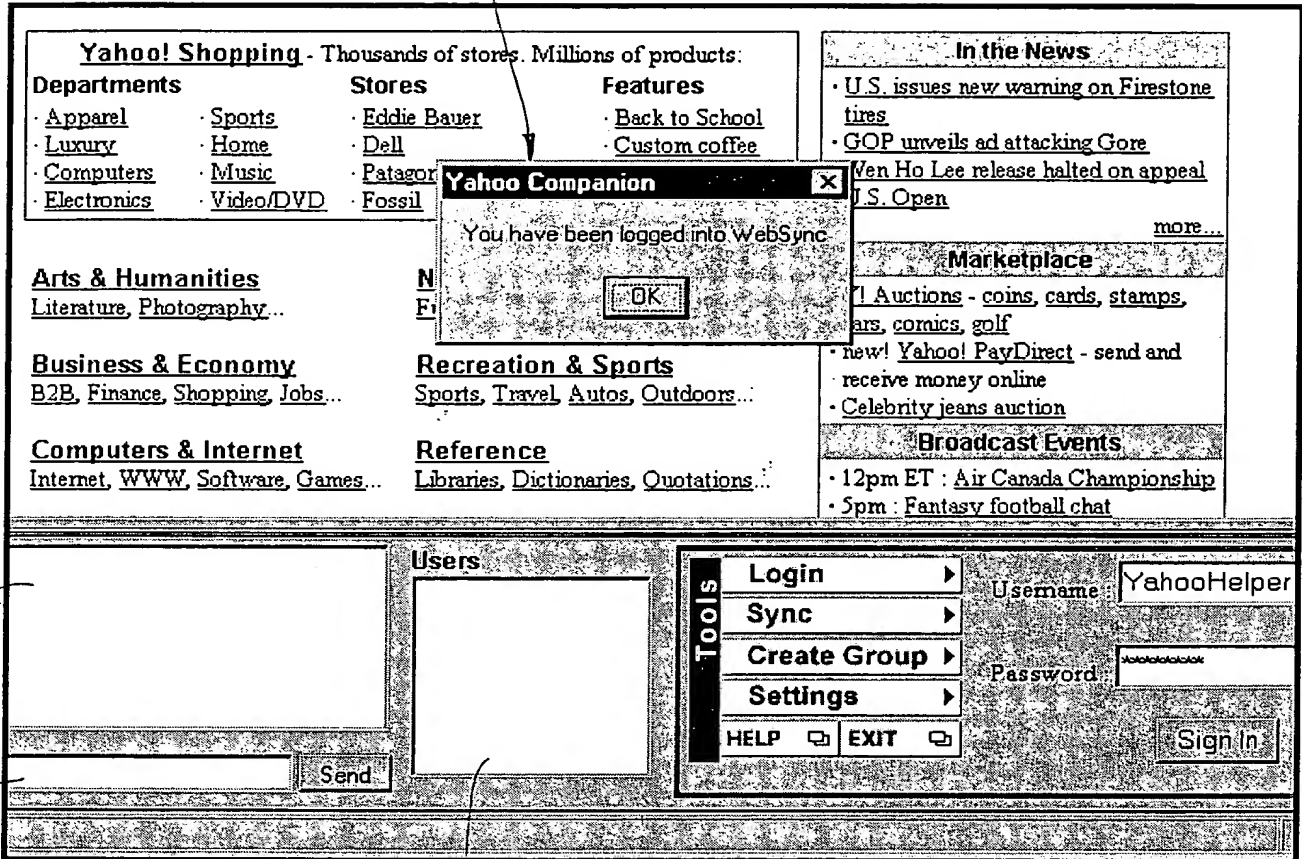 Yahoo! Shopping - Thousands of stores. Millions of products:
Departments Stores Features
· Apparel · Sports · Eddie Bauer · Back to School
· Luxury · Home · Dell · Custom coffee
· Computers · Music
· Electronics · Video/DVD · Fossil
Yahoo Companion
You have been logged into WebSync
OK
Arts & Humanities
Literature, Photography...
Business & Economy
B2B, Finance, Shopping, Jobs...
Recreation & Sports
Sports, Travel, Autos, Outdoors...
Computers & Internet
Internet, WWW, Software, Games...
Reference
Libraries, Dictionaries, Quotations...
In the News
· U.S. issues new warning on Firestone
tires
· GOP unveils ad attacking Gore
Wen Ho Lee release halted on appeal
U.S. Open
more...
Marketplace
Y! Auctions - coins, cards, stamps,
comics, golf
· new! Yahoo! PayDirect - send and
receive money online
· Celebrity jeans auction
Broadcast Events
· 12pm ET : Air Canada Championship
· 5pm : Fantasy football chat
Users
Send
Tools
Login
Sync
Create Group
Settings
HELP EXIT
Username : YahooHelper
Password : **********
Sign In